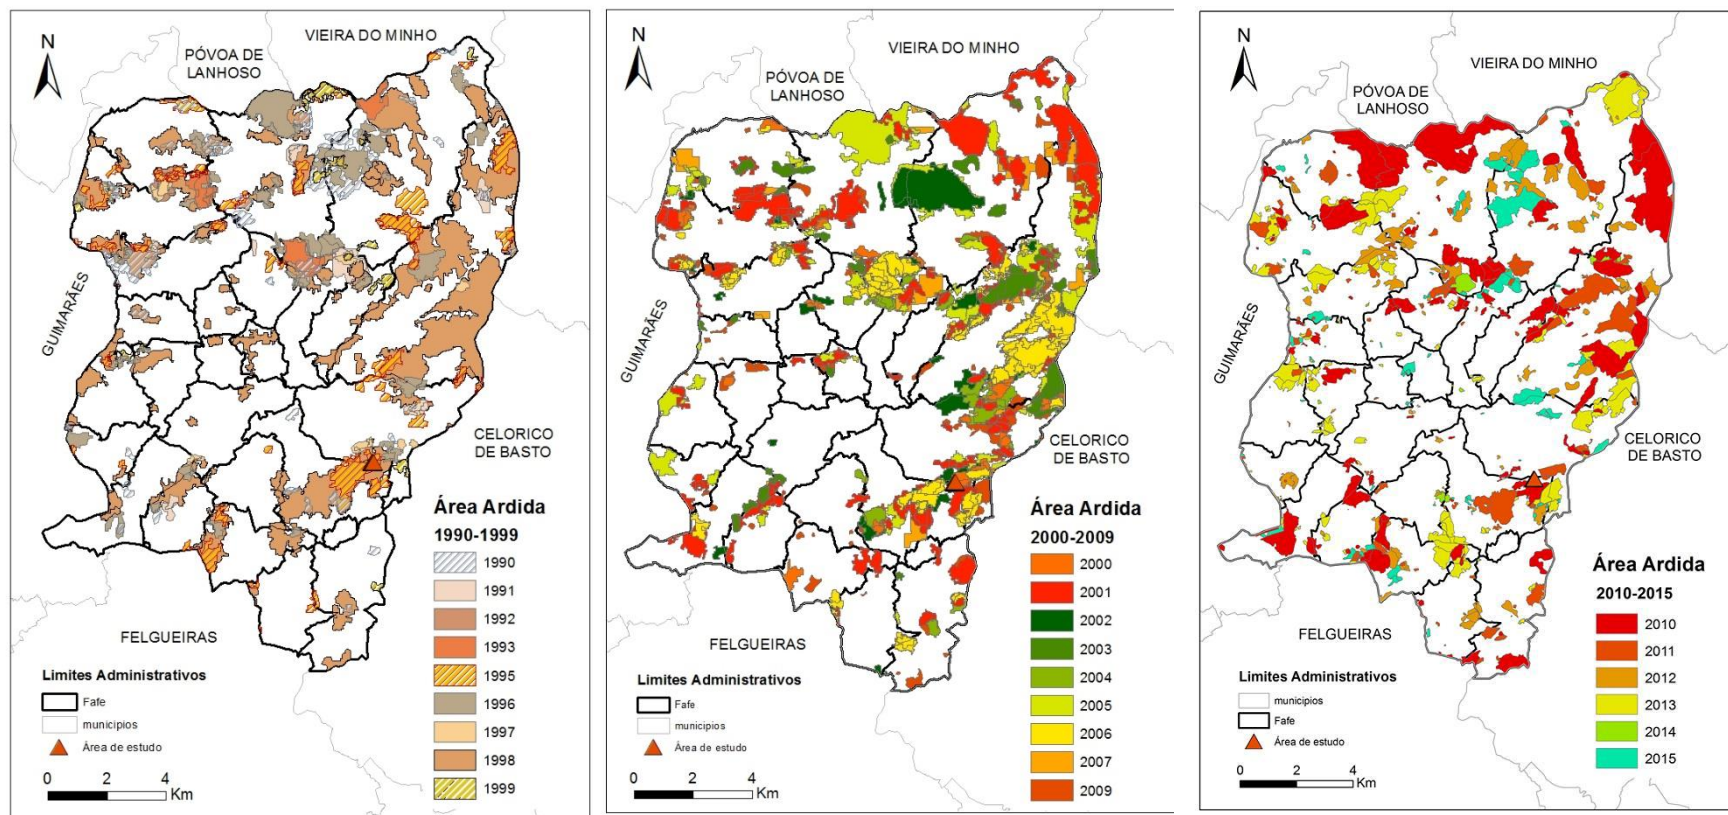 N
VIEIRA DO MINHO
PÓVOA DE
LANHOSO
GUIMARÃES
CELORICO
DE BASTO
FELGUEIRAS
Área Ardida
1990-1999
1990
1991
1992
1993
1995
1996
1997
1998
1999
Limites Administrativos
Fafe
municipios
Área de estudo
0 2 4
Km
N
VIEIRA DO MINHO
PÓVOA DE
LANHOSO
GUIMARÃES
CELORICO
DE BASTO
FELGUEIRAS
Área Ardida
2000-2009
2000
2001
2002
2003
2004
2005
2006
2007
2009
Limites Administrativos
Fafe
municipios
Área de estudo
0 2 4
Km
N
VIEIRA DO MINHO
PÓVOA DE
LANHOSO
GUIMARÃES
CELORICO
DE BASTO
FELGUEIRAS
Área Ardida
2010-2015
2010
2011
2012
2013
2014
2015
Limites Administrativos
municipios
Fafe
Área de estudo
0 2 4
Km